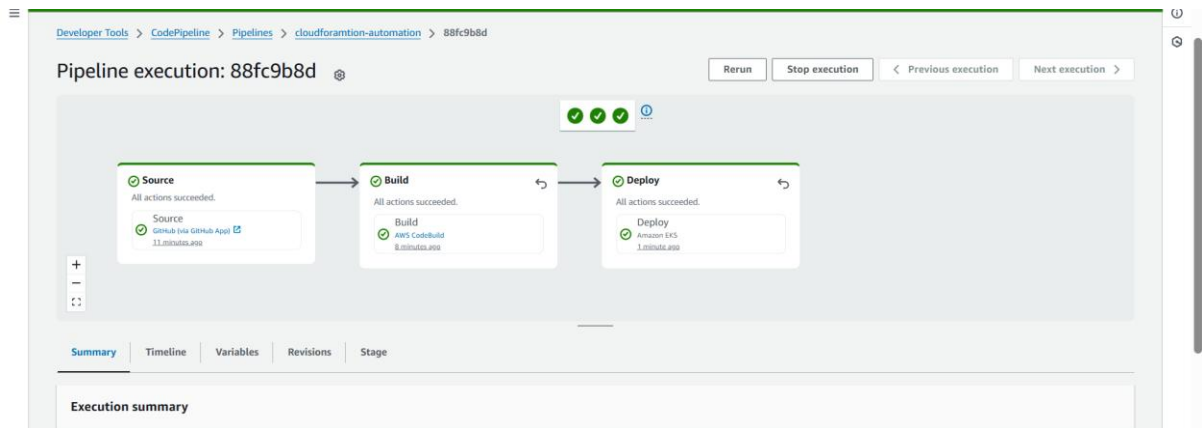 Developer Tools > CodePipeline > Pipelines > cloudforamtion-automation > 88fc9b8d
Pipeline execution: 88fc9b8d
Rerun
Stop execution
< Previous execution
Next execution >
Source
All actions succeeded.
Source
GitHub (via GitHub App)
11 minutes ago
Build
All actions succeeded.
Build
AWS CodeBuild
8 minutes ago
Deploy
All actions succeeded.
Deploy
Amazon EKS
1 minute ago
Summary
Timeline
Variables
Revisions
Stage
Execution summary